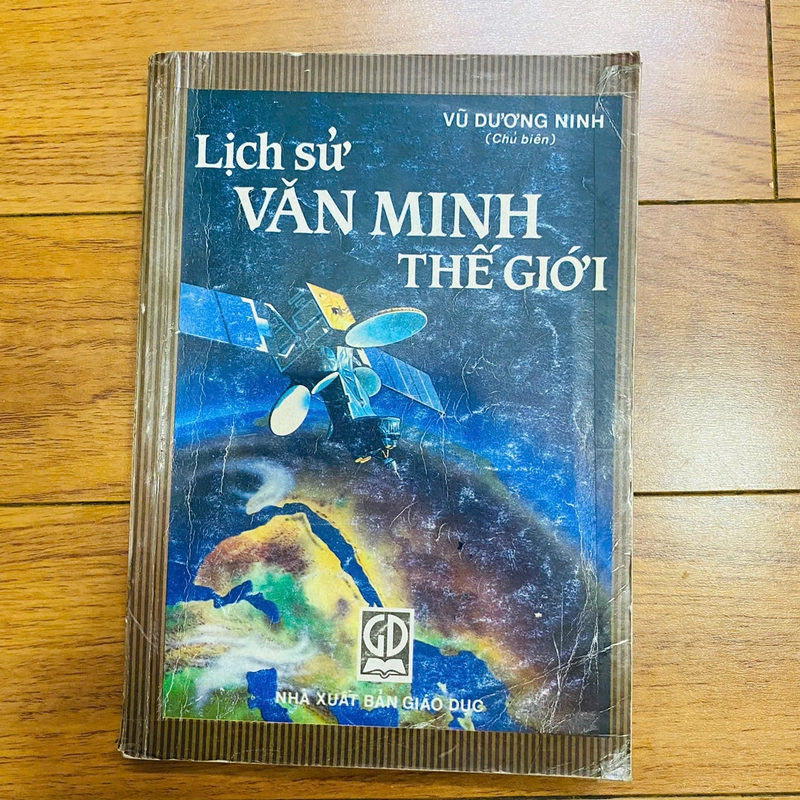 VŨ DƯƠNG NINH
(Chủ biên)
Lịch sử
VĂN MINH
THẾ GIỚI
GD
NHÀ XUẤT BẢN GIÁO DỤC